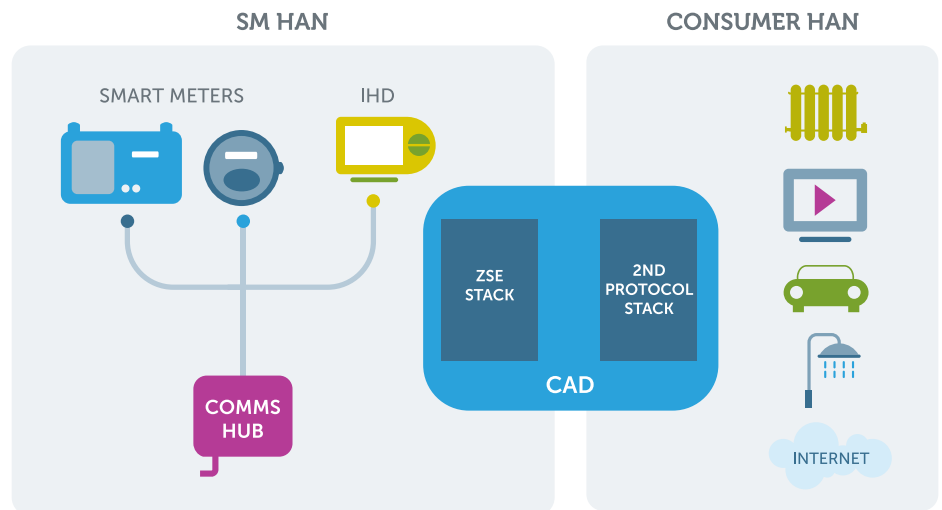 SM HAN
CONSUMER HAN
SMART METERS
IHD
ZSE
STACK
2ND
PROTOCOL
STACK
CAD
COMMS
HUB
INTERNET